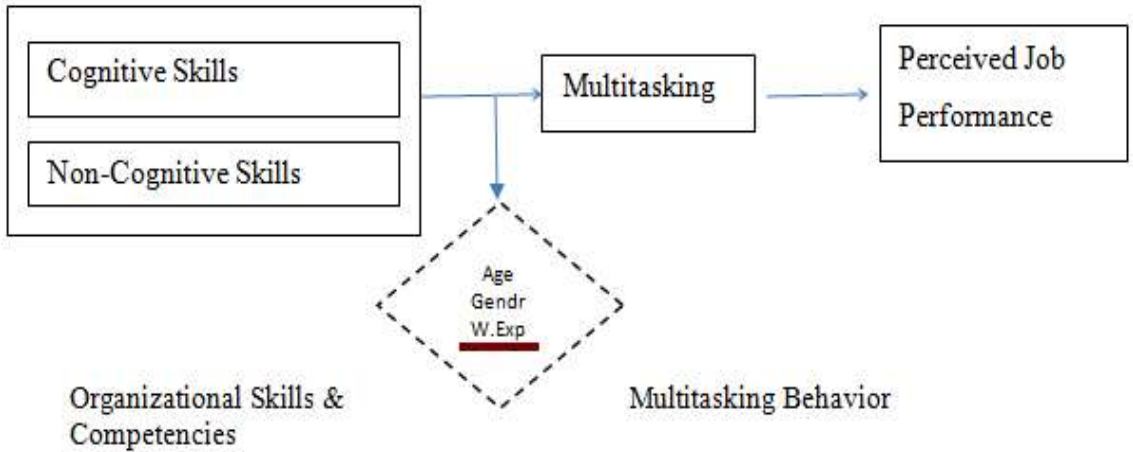 Cognitive Skills
Non-Cognitive Skills
Multitasking
Perceived Job
Performance
Age
Gendr
W.Exp
Organizational Skills &
Competencies
Multitasking Behavior